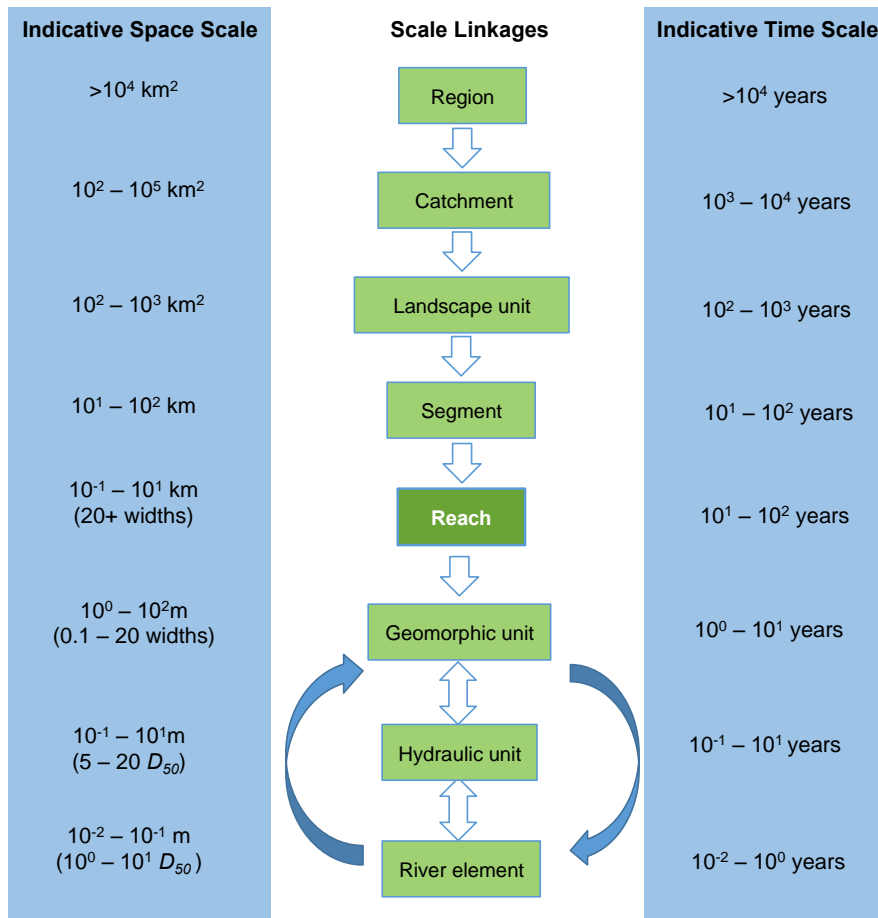 Indicative Space Scale
Scale Linkages
Indicative Time Scale
>10⁴ km²
Region
>10⁴ years
10² – 10⁵ km²
Catchment
10³ – 10⁴ years
10² – 10³ km²
Landscape unit
10² – 10³ years
10¹ – 10² km
Segment
10¹ – 10² years
10⁻¹ – 10¹ km
(20+ widths)
Reach
10¹ – 10² years
10⁰ – 10²m
(0.1 – 20 widths)
Geomorphic unit
10⁰ – 10¹ years
10⁻¹ – 10¹m
(5 – 20 D₅₀)
Hydraulic unit
10⁻¹ – 10¹ years
10⁻² – 10⁻¹ m
(10⁰ – 10¹ D₅₀ )
River element
10⁻² – 10⁰ years